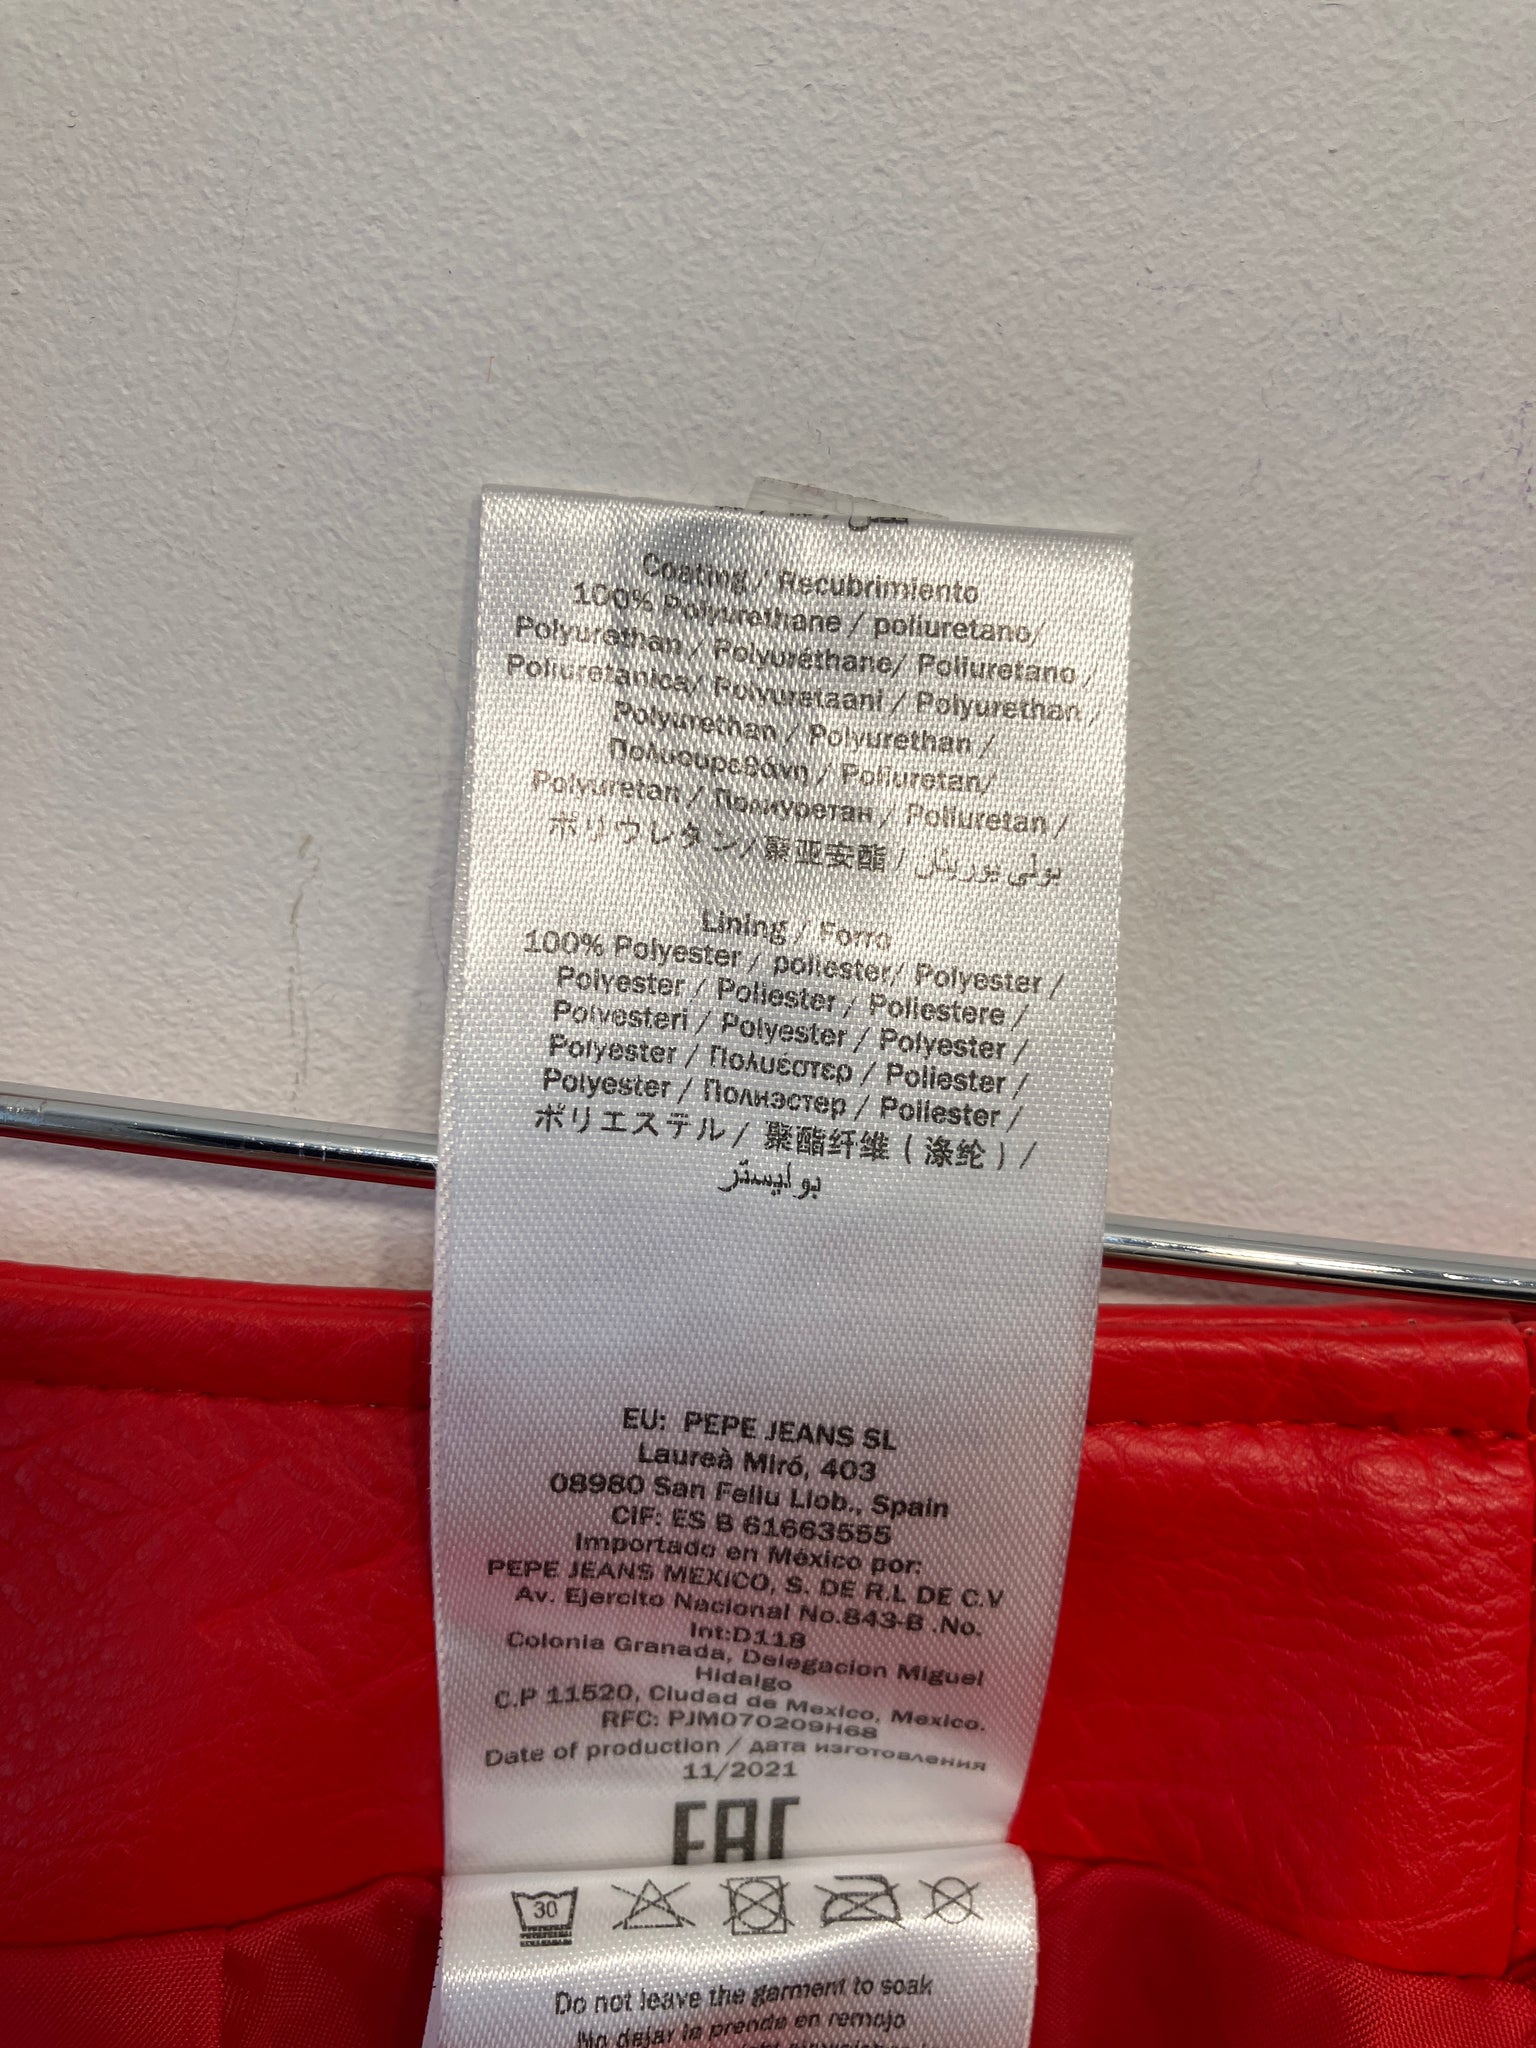 Coating / Recubrimiento
100% Polyurethane / poliuretano/
Polyurethan / Polyuréthane/ Poliuretano /
Poliuretanica/ Polyuretaani / Polyurethan /
Polyurethan / Polyurethan /
Πολυουρεθάνη / Poliuretan/
Polyuretan / Полиуретан / Poliuretan /
ポリウレタン/ 聚亚安酯 / بولي يوريثان
Lining / Forro
100% Polyester / poliester/ Polyester /
Polyester / Poliester / Poliestere /
Polyesteri / Polyester / Polyester /
Polyester / Πολυέστερ / Poliester /
Polyester / Полиэстер / Poliester /
ポリエステル / 聚酯纤维 ( 涤纶 ) /
بوليستر
EU: PEPE JEANS SL
Laureà Miró, 403
08980 San Feliu Llob., Spain
CIF: ES B 61663555
Importado en México por:
PEPE JEANS MEXICO, S. DE R.L DE C.V
Av. Ejercito Nacional No.843-B .No.
Int:D118
Colonia Granada, Delegacion Miguel
Hidalgo
C.P 11520, Ciudad de Mexico, Mexico.
RFC: PJM070209H68
Date of production / дата изготовления
11/2021
EAC
30
Do not leave the garment to soak
No dejar la prenda en remojo